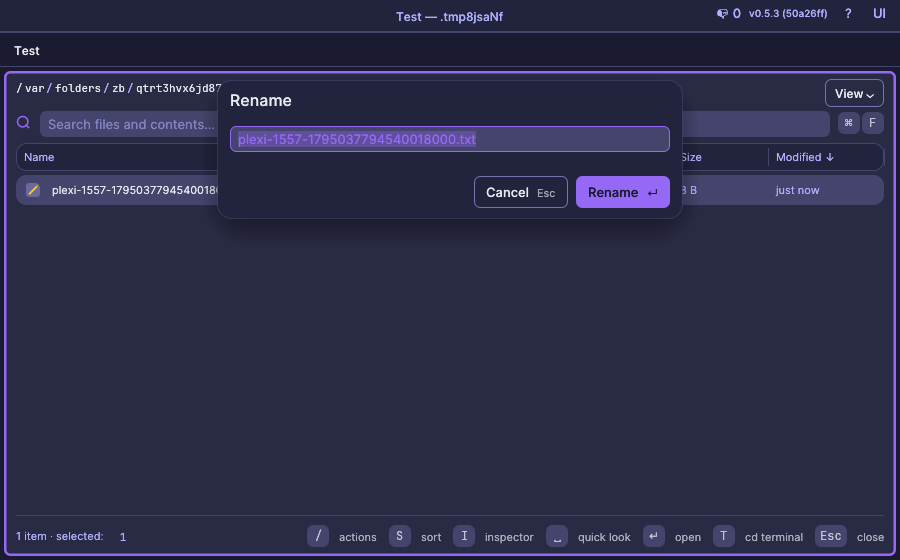 Test — .tmp8jsaNf
0 v0.5.3 (50a26ff) ? UI
Test
/var/folders/zb/qtrt3hvx6jd87
View
Rename
Search files and contents...
⌘ F
plexi-1557-1795037794540018000.txt
Name
Size
Modified ↓
Cancel Esc
Rename ↵
plexi-1557-17950377945400180
B
just now
1 item · selected: 1
/ actions S sort I inspector ␣ quick look ↵ open T cd terminal Esc close